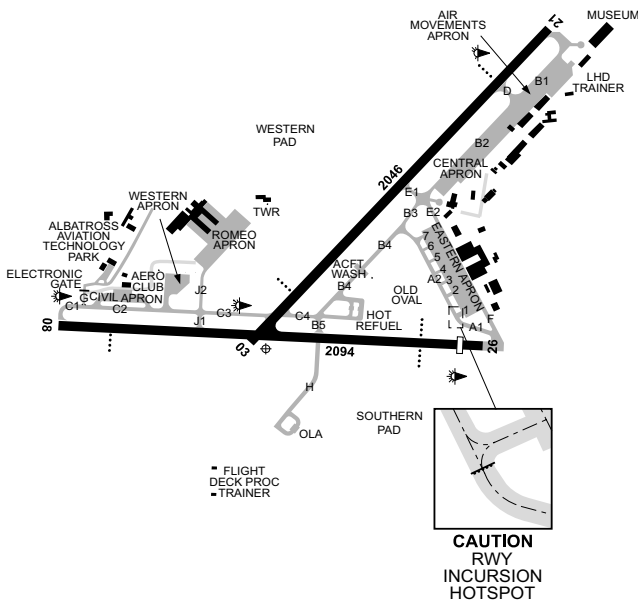 21
MUSEUM
AIR
MOVEMENTS
APRON
B1
LHD
TRAINER
D
WESTERN
PAD
B2
CENTRAL
APRON
2046
E1
B3
E2
WESTERN
APRON
TWR
ROMEO
APRON
ALBATROSS
AVIATION
TECHNOLOGY
PARK
B4
7
6
5
4
3
2
1
EASTERN APRON
A2
ACFT
WASH
B4
OLD
OVAL
ELECTRONIC
GATE
AERO
CLUB
J2
G
CIVIL APRON
C1
C2
C3
C4
J1
B5
HOT
REFUEL
F
A1
08
03
2094
26
H
OLA
SOUTHERN
PAD
FLIGHT
DECK PROC
TRAINER
CAUTION
RWY
INCURSION
HOTSPOT